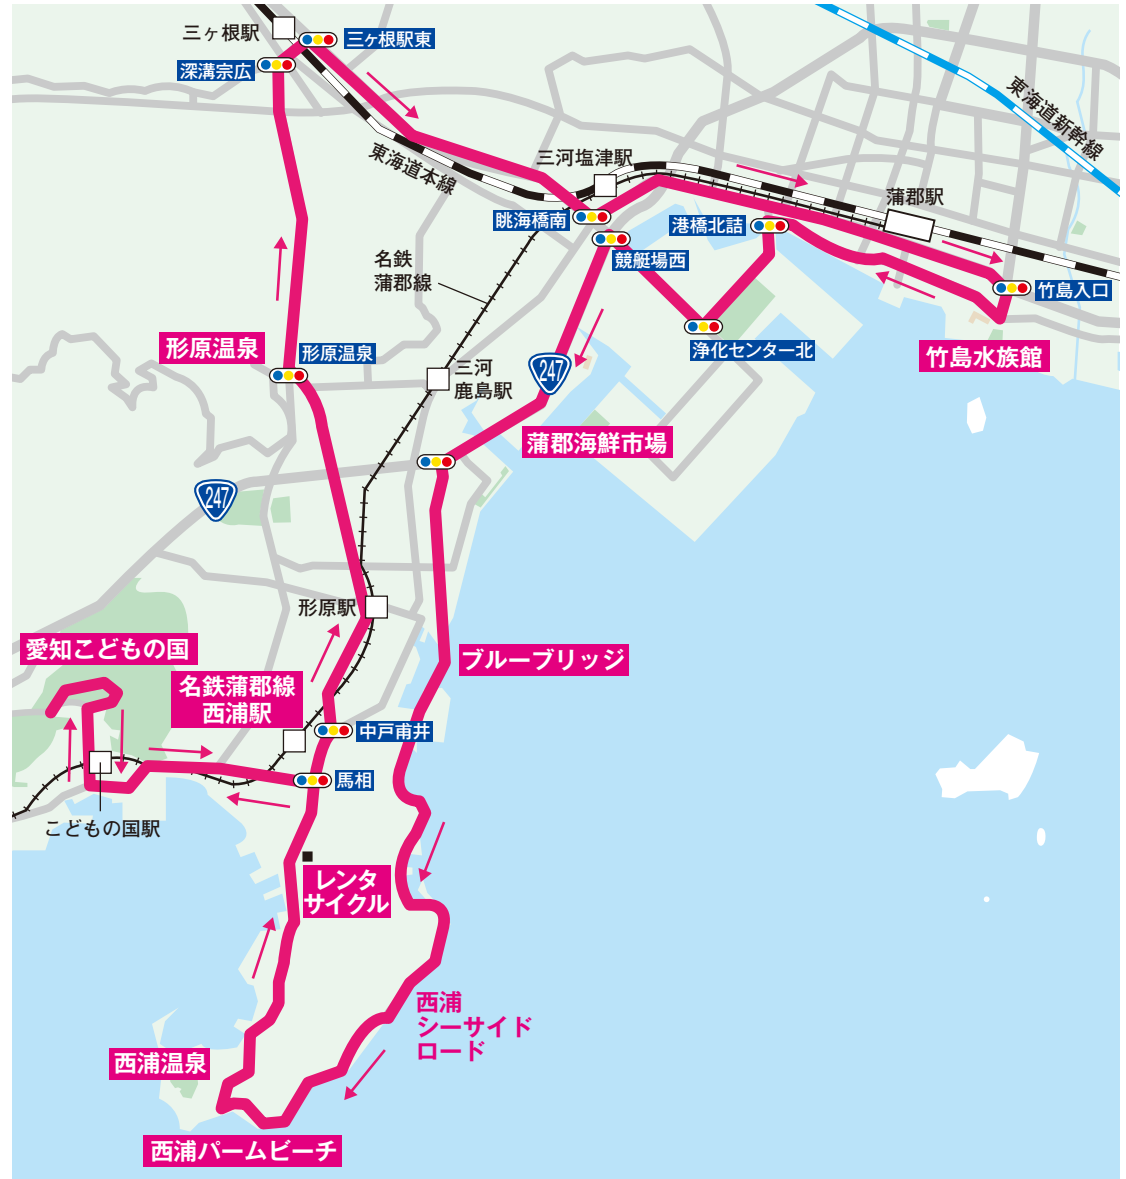 三ヶ根駅
三ヶ根駅東
深溝宗広
東海道新幹線
東海道本線
三河塩津駅
蒲郡駅
眺海橋南
港橋北詰
競艇場西
名鉄
蒲郡線
竹島入口
形原温泉
形原温泉
浄化センター北
竹島水族館
三河
鹿島駅
247
蒲郡海鮮市場
247
形原駅
愛知こどもの国
ブルーブリッジ
名鉄蒲郡線
西浦駅
中戸甫井
馬相
こどもの国駅
レンタ
サイクル
西浦
シーサイド
ロード
西浦温泉
西浦パームビーチ